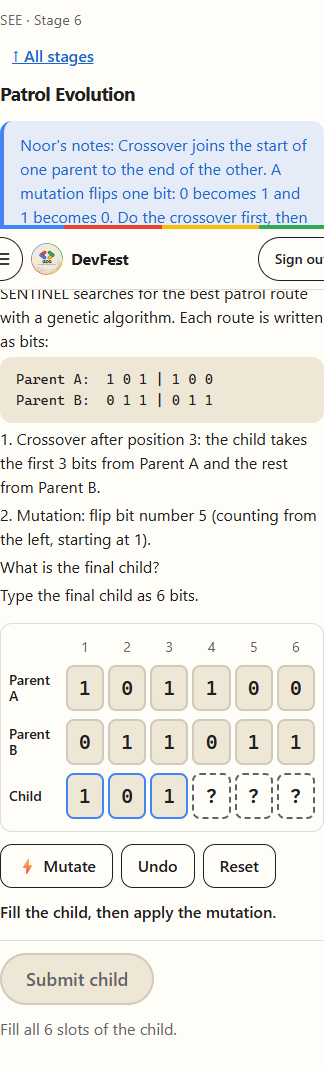 SEE · Stage 6
↑ All stages
Patrol Evolution
Noor's notes: Crossover joins the start of
one parent to the end of the other. A
mutation flips one bit: 0 becomes 1 and
1 becomes 0. Do the crossover first, then
DevFest
Sign ou
SENTINEL searches for the best patrol route
with a genetic algorithm. Each route is written
as bits:
Parent A: 1 0 1 | 1 0 0
Parent B: 0 1 1 | 0 1 1
1. Crossover after position 3: the child takes
the first 3 bits from Parent A and the rest
from Parent B.
2. Mutation: flip bit number 5 (counting from
the left, starting at 1).
What is the final child?
Type the final child as 6 bits.
1 2 3 4 5 6
Parent A 1 0 1 1 0 0
Parent B 0 1 1 0 1 1
Child 1 0 1 ? ? ?
Mutate Undo Reset
Fill the child, then apply the mutation.
Submit child
Fill all 6 slots of the child.